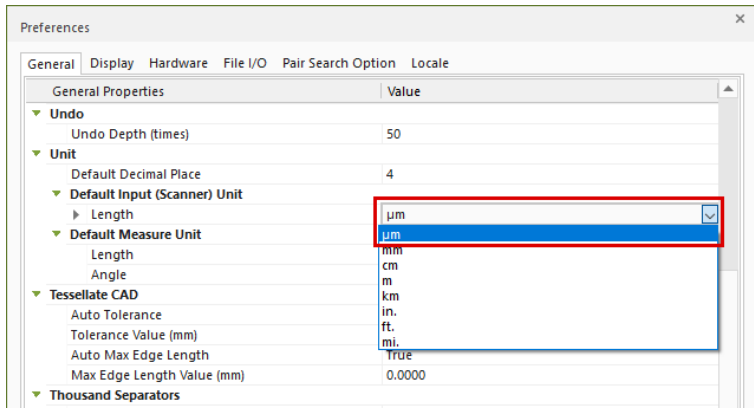 Preferences
General Display Hardware File I/O Pair Search Option Locale
General Properties Value
Undo
Undo Depth (times) 50
Unit
Default Decimal Place 4
Default Input (Scanner) Unit
Length µm
Default Measure Unit µm
mm
Length cm
Angle m
Tessellate CAD km
Auto Tolerance in.
Tolerance Value (mm) ft.
mi.
Auto Max Edge Length True
Max Edge Length Value (mm) 0.0000
Thousand Separators